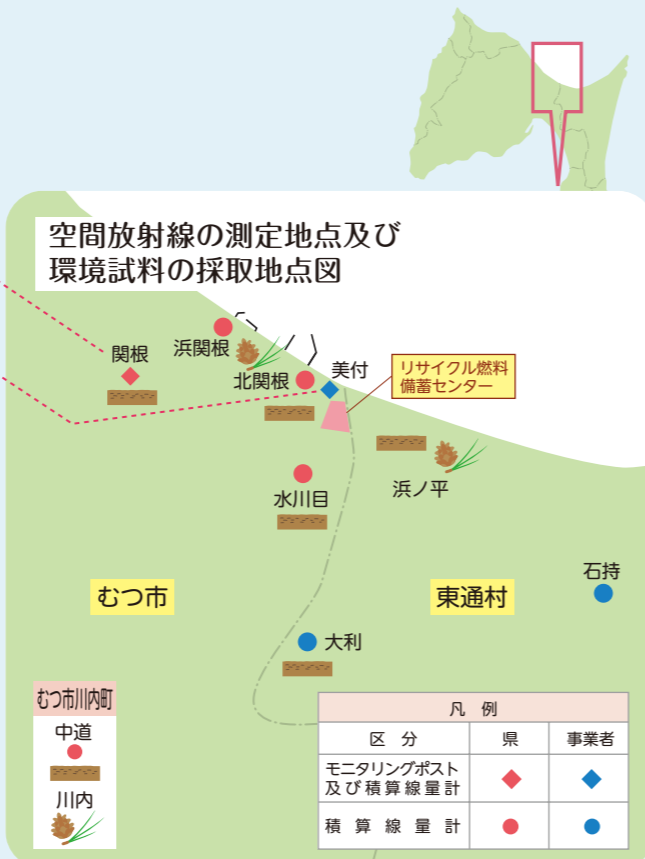 空間放射線の測定地点及び
環境試料の採取地点図
関根
浜関根
北関根
美付
リサイクル燃料
備蓄センター
水川目
浜ノ平
むつ市
東通村
石持
大利
むつ市川内町
中道
川内
凡 例
区 分 県 事業者
モニタリングポスト
及び積算線量計
積算線量計